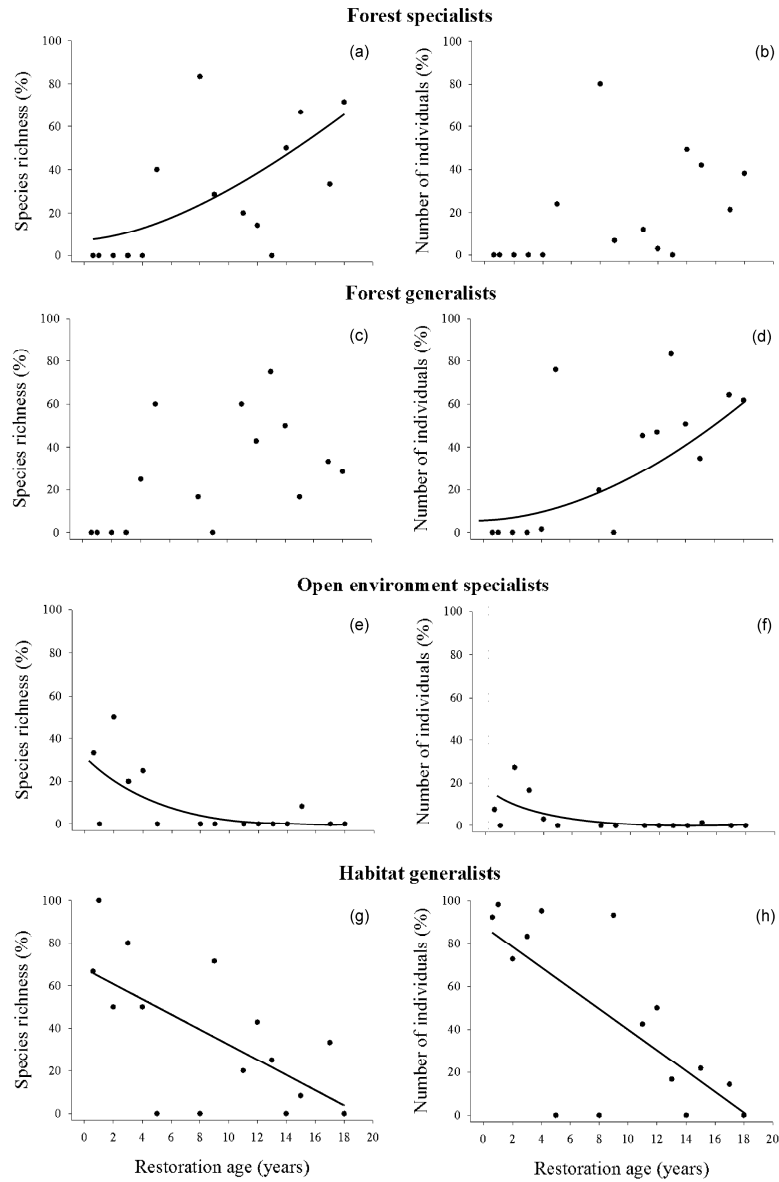 Forest specialists
(a)
Species richness (%)
100
80
60
40
20
0
(b)
Number of individuals (%)
100
80
60
40
20
0
Forest generalists
(c)
Species richness (%)
100
80
60
40
20
0
(d)
Number of individuals (%)
100
80
60
40
20
0
Open environment specialists
(e)
Species richness (%)
100
80
60
40
20
0
(f)
Number of individuals (%)
100
80
60
40
20
0
Habitat generalists
(g)
Species richness (%)
100
80
60
40
20
0
0 2 4 6 8 10 12 14 16 18 20
Restoration age (years)
(h)
Number of individuals (%)
100
80
60
40
20
0
0 2 4 6 8 10 12 14 16 18 20
Restoration age (years)